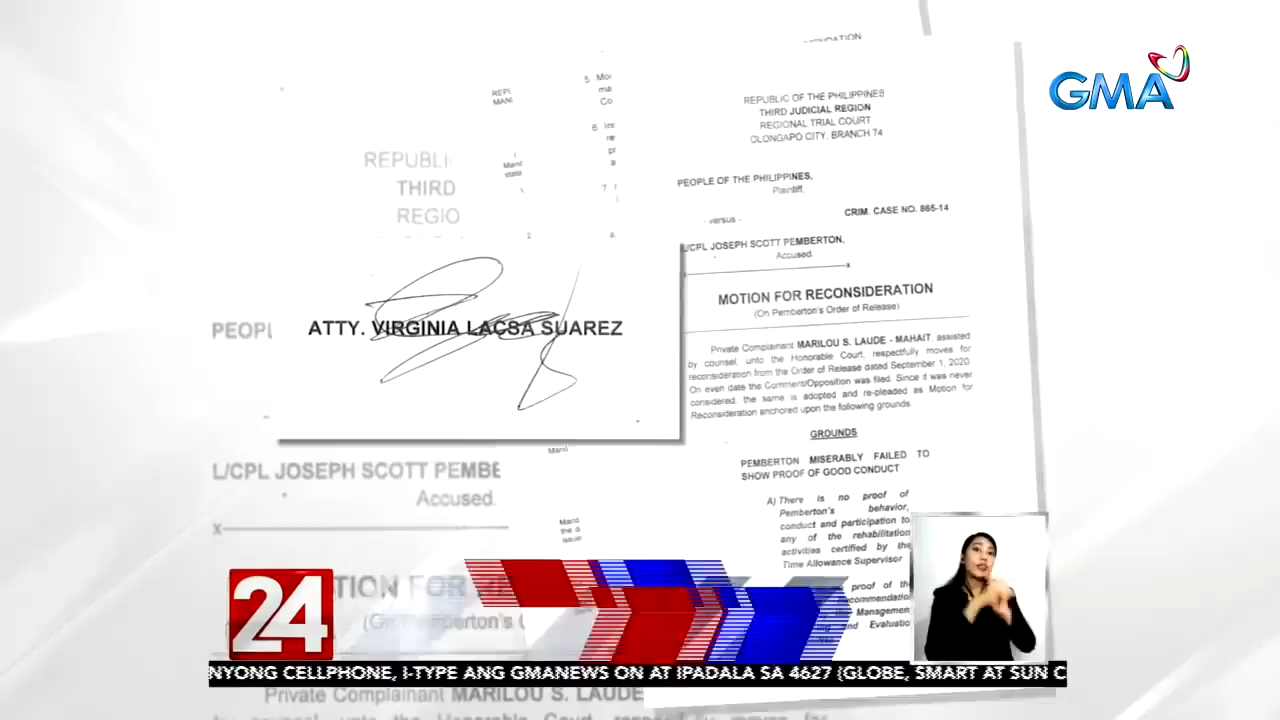 GMA
REPUBLIC OF THE PHILIPPINES
THIRD JUDICIAL REGION
REGIONAL TRIAL COURT
OLONGAPO CITY, BRANCH 74
PEOPLE OF THE PHILIPPINES,
Plaintiff,
- versus -
CRIM. CASE NO. 865-14
L/CPL JOSEPH SCOTT PEMBERTON,
Accused.
x
MOTION FOR RECONSIDERATION
(On Pemberton's Order of Release)
Private Complainant MARILOU S. LAUDE - MAHAIT, assisted
by counsel, unto the Honorable Court, respectfully moves for
reconsideration from the Order of Release dated September 1, 2020.
On even date the Comment/Opposition was filed. Since it was never
considered, the same is adopted and re-pleaded as Motion for
Reconsideration anchored upon the following grounds.
GROUNDS
PEMBERTON MISERABLY FAILED TO
SHOW PROOF OF GOOD CONDUCT
A) There is no proof of
Pemberton's behavior,
conduct and participation to
any of the rehabilitation
activities certified by the
Time Allowance Supervisor
proof of the
Management
and Evaluatio
REPUBLI
THIRD
REGIO
PEOPL
ATTY. VIRGINIA LACSA SUAREZ
L/CPL JOSEPH SCOTT PEMBE
Accused.
x
Private Complainant MARILOU S. LAUDE
24
NYONG CELLPHONE, I-TYPE ANG GMANEWS ON AT IPADALA SA 4627 (GLOBE, SMART AT SUN C